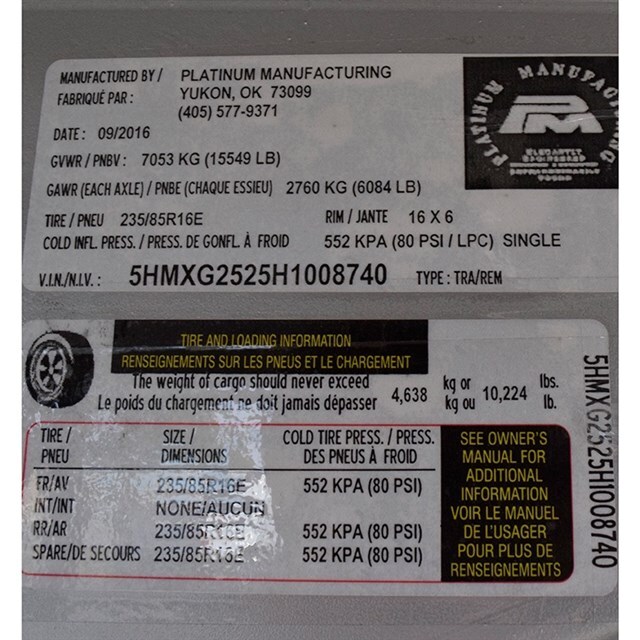 MANUFACTURED BY / PLATINUM MANUFACTURING
FABRIQUÉ PAR : YUKON, OK 73099
(405) 577-9371
DATE : 09/2016
GVWR / PNBV : 7053 KG (15549 LB)
GAWR (EACH AXLE) / PNBE (CHAQUE ESSIEU) 2760 KG (6084 LB)
TIRE / PNEU 235/85R16E RIM / JANTE 16 X 6
COLD INFL. PRESS. / PRESS. DE GONFL. À FROID 552 KPA (80 PSI / LPC) SINGLE
V.I.N./N.I.V. : 5HMXG2525H1008740 TYPE : TRA/REM
PLATINUM MANUFACTURING
PM
TIRE AND LOADING INFORMATION
RENSEIGNEMENTS SUR LES PNEUS ET LE CHARGEMENT
The weight of cargo should never exceed 4,638 kg or 10,224 lbs.
Le poids du chargement ne doit jamais dépasser kg ou lb.
TIRE / SIZE / COLD TIRE PRESS. / PRESS.
PNEU DIMENSIONS DES PNEUS À FROID
FR/AV 235/85R16E 552 KPA (80 PSI)
INT/INT NONE/AUCUN
RR/AR 235/85R16E 552 KPA (80 PSI)
SPARE/DE SECOURS 235/85R16E 552 KPA (80 PSI)
SEE OWNER'S
MANUAL FOR
ADDITIONAL
INFORMATION
VOIR LE MANUEL
DE L'USAGER
POUR PLUS DE
RENSEIGNEMENTS
5HMXG2525H1008740